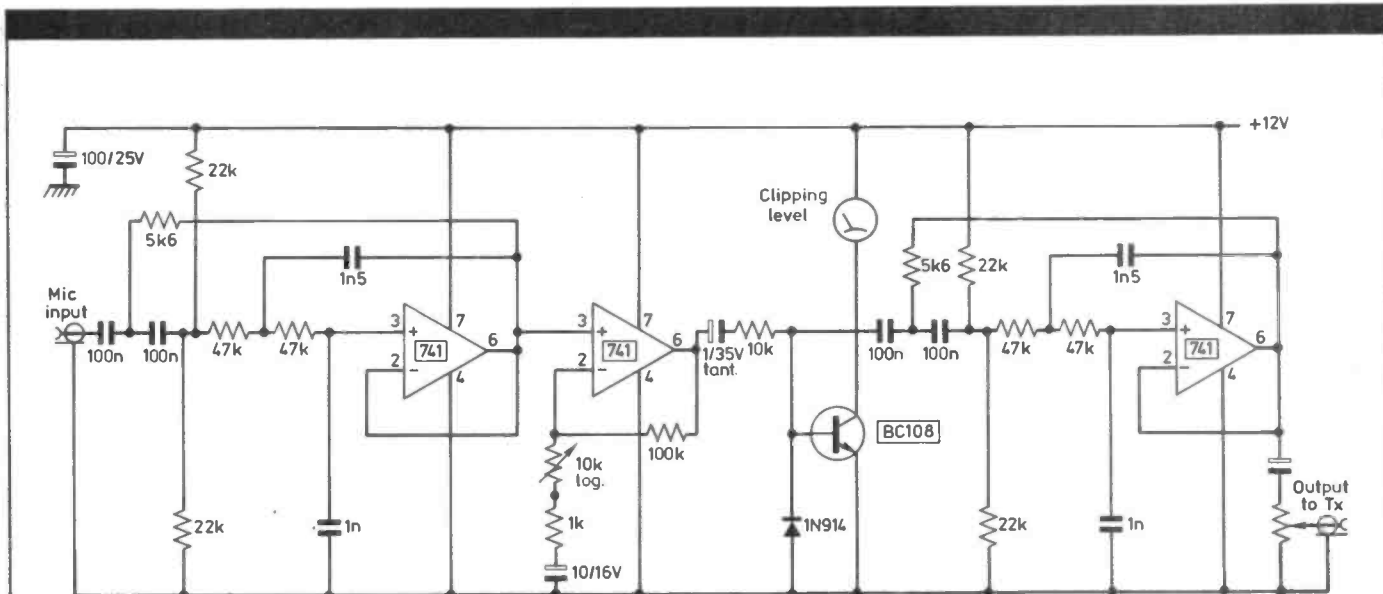 +12V
100/25V
22k
5k6
Clipping
level
1n5
5k6
22k
1n5
Mic
input
100n
100n
47k
47k
3
+
2
−
741
7
6
4
3
+
2
−
741
7
6
4
1/35V
tant.
10k
100n
100n
47k
47k
3
+
2
−
741
7
6
4
BC108
10k
log.
100k
1k
10/16V
22k
1n
1N914
22k
1n
Output
to Tx